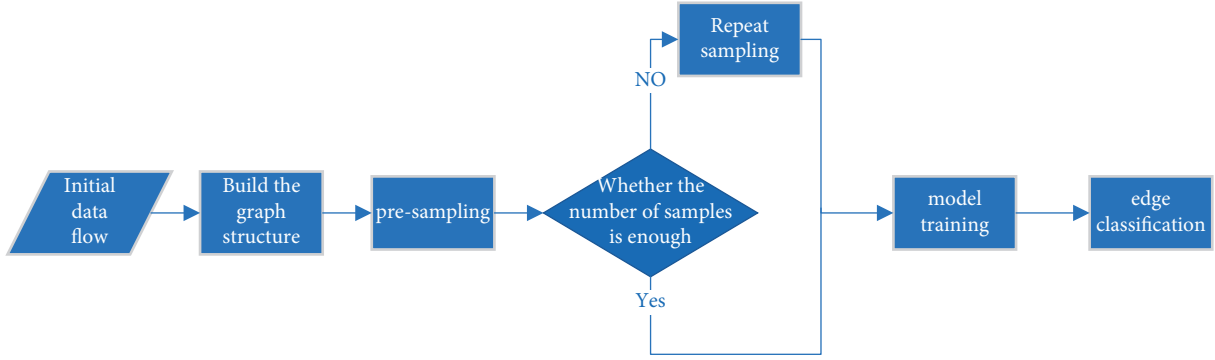 Initial
data
flow
Build the
graph
structure
pre-sampling
Whether the
number of samples
is enough
NO
Repeat
sampling
Yes
model
training
edge
classification